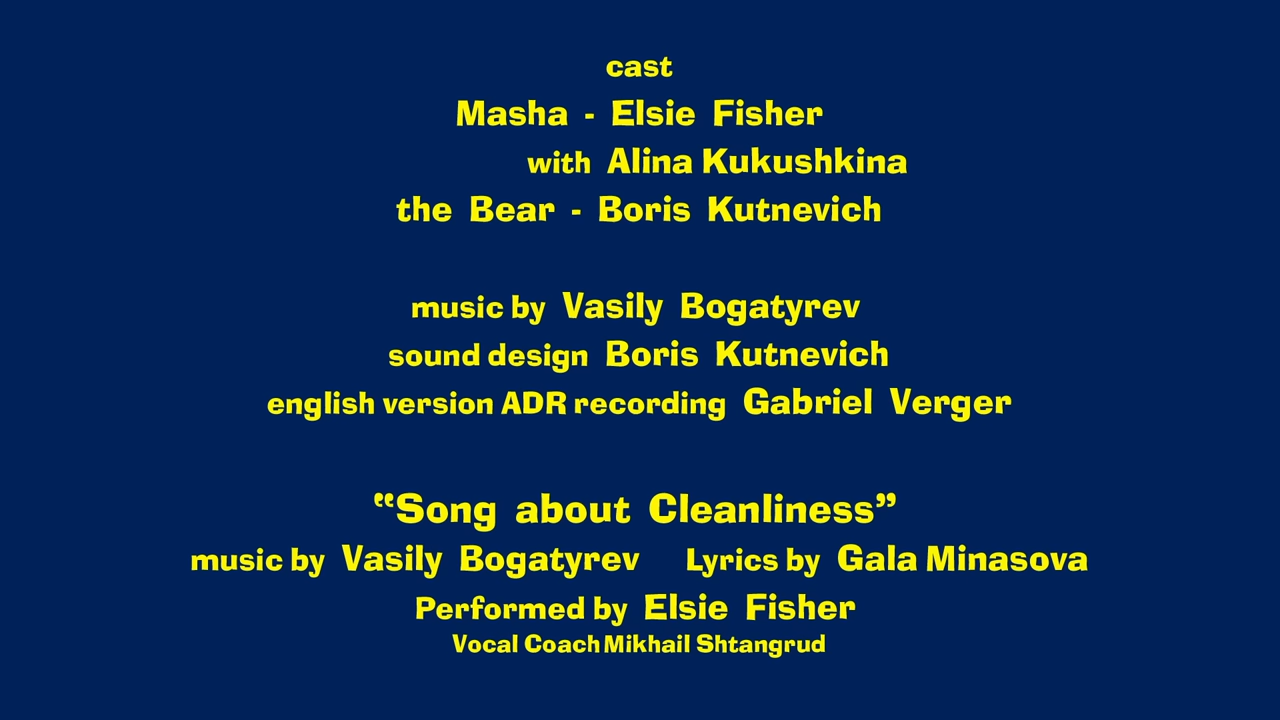 cast
Masha - Elsie Fisher
with Alina Kukushkina
the Bear - Boris Kutnevich
music by Vasily Bogatyrev
sound design Boris Kutnevich
english version ADR recording Gabriel Verger
“Song about Cleanliness”
music by Vasily Bogatyrev Lyrics by Gala Minasova
Performed by Elsie Fisher
Vocal Coach Mikhail Shtangrud